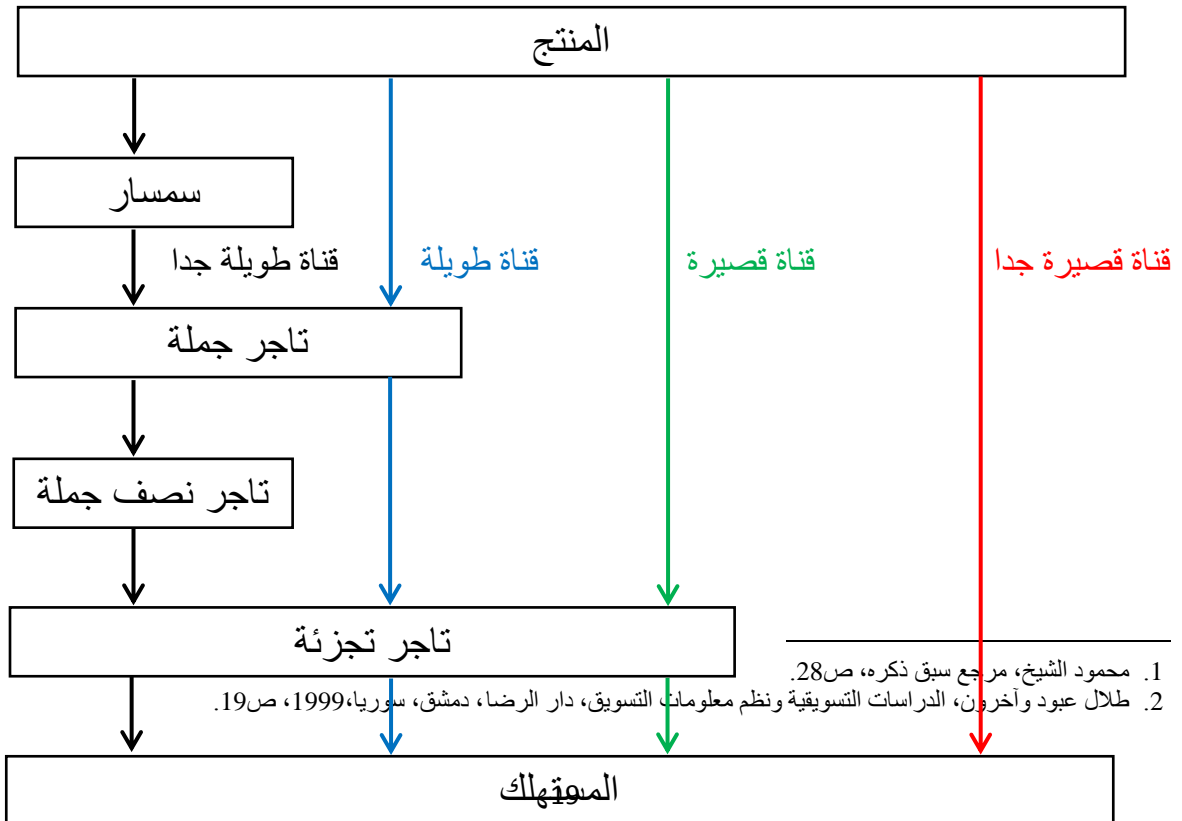 المنتج
سمسار
قناة قصيرة جدا
قناة قصيرة
قناة طويلة
قناة طويلة جدا
تاجر جملة
تاجر نصف جملة
تاجر تجزئة
1. محمود الشيخ، مرجع سبق ذكره، ص28.
2. طلال عبود وآخرون، الدراسات التسويقية ونظم معلومات التسويق، دار الرضا، دمشق، سوريا،1999، ص19.
المستهلك
19